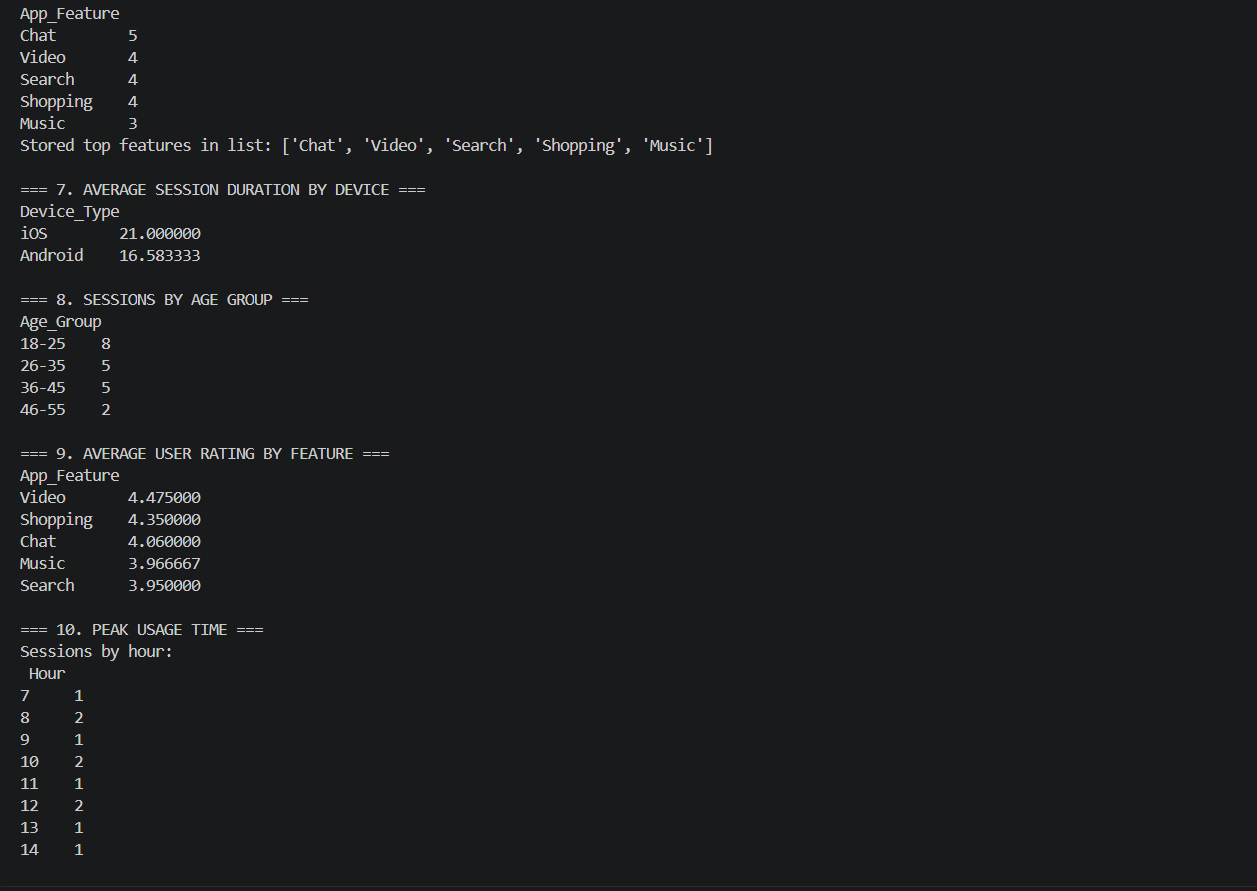 App_Feature
Chat        5
Video       4
Search      4
Shopping    4
Music       3
Stored top features in list: ['Chat', 'Video', 'Search', 'Shopping', 'Music']

=== 7. AVERAGE SESSION DURATION BY DEVICE ===
Device_Type
iOS        21.000000
Android    16.583333

=== 8. SESSIONS BY AGE GROUP ===
Age_Group
18-25    8
26-35    5
36-45    5
46-55    2

=== 9. AVERAGE USER RATING BY FEATURE ===
App_Feature
Video       4.475000
Shopping    4.350000
Chat        4.060000
Music       3.966667
Search      3.950000

=== 10. PEAK USAGE TIME ===
Sessions by hour:
 Hour
7     1
8     2
9     1
10    2
11    1
12    2
13    1
14    1